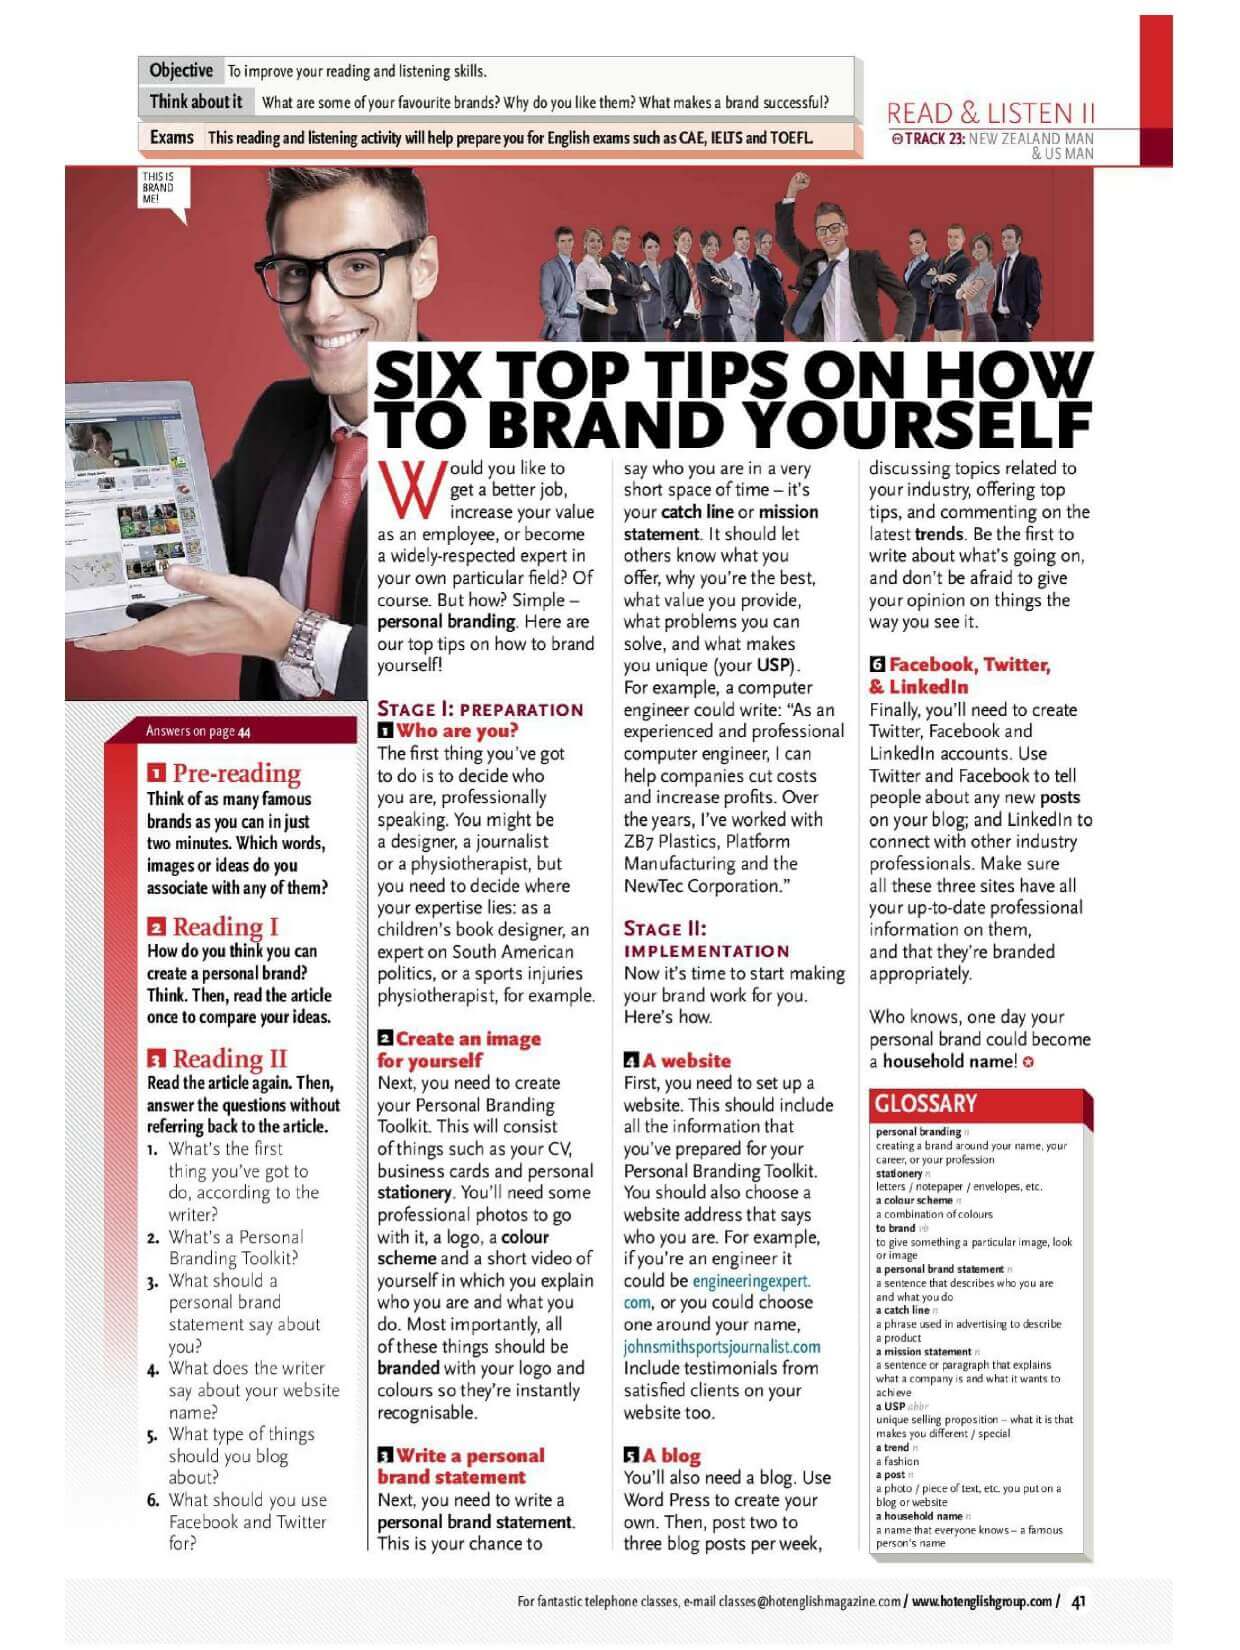 Objective To improve your reading and listening skills.
Think about it What are some of your favourite brands? Why do you like them? What makes a brand successful?
Exams This reading and listening activity will help prepare you for English exams such as CAE, IELTS and TOEFL.
READ & LISTEN II
TRACK 23: NEW ZEALAND MAN
& US MAN
THIS IS
BRAND
ME!
SIX TOP TIPS ON HOW
TO BRAND YOURSELF
Answers on page 44
1 Pre-reading
Think of as many famous
brands as you can in just
two minutes. Which words,
images or ideas do you
associate with any of them?
2 Reading I
How do you think you can
create a personal brand?
Think. Then, read the article
once to compare your ideas.
3 Reading II
Read the article again. Then,
answer the questions without
referring back to the article.
1. What's the first
thing you've got to
do, according to the
writer?
2. What's a Personal
Branding Toolkit?
3. What should a
personal brand
statement say about
you?
4. What does the writer
say about your website
name?
5. What type of things
should you blog
about?
6. What should you use
Facebook and Twitter
for?
Would you like to
get a better job,
increase your value
as an employee, or become
a widely-respected expert in
your own particular field? Of
course. But how? Simple –
personal branding. Here are
our top tips on how to brand
yourself!
STAGE I: PREPARATION
1 Who are you?
The first thing you've got
to do is to decide who
you are, professionally
speaking. You might be
a designer, a journalist
or a physiotherapist, but
you need to decide where
your expertise lies: as a
children's book designer, an
expert on South American
politics, or a sports injuries
physiotherapist, for example.
2 Create an image
for yourself
Next, you need to create
your Personal Branding
Toolkit. This will consist
of things such as your CV,
business cards and personal
stationery. You'll need some
professional photos to go
with it, a logo, a colour
scheme and a short video of
yourself in which you explain
who you are and what you
do. Most importantly, all
of these things should be
branded with your logo and
colours so they're instantly
recognisable.
3 Write a personal
brand statement
Next, you need to write a
personal brand statement.
This is your chance to
say who you are in a very
short space of time – it's
your catch line or mission
statement. It should let
others know what you
offer, why you're the best,
what value you provide,
what problems you can
solve, and what makes
you unique (your USP).
For example, a computer
engineer could write: "As an
experienced and professional
computer engineer, I can
help companies cut costs
and increase profits. Over
the years, I've worked with
ZB7 Plastics, Platform
Manufacturing and the
NewTec Corporation."
STAGE II:
IMPLEMENTATION
Now it's time to start making
your brand work for you.
Here's how.
4 A website
First, you need to set up a
website. This should include
all the information that
you've prepared for your
Personal Branding Toolkit.
You should also choose a
website address that says
who you are. For example,
if you're an engineer it
could be engineeringexpert.
com, or you could choose
one around your name,
johnsmithsportsjournalist.com
Include testimonials from
satisfied clients on your
website too.
5 A blog
You'll also need a blog. Use
Word Press to create your
own. Then, post two to
three blog posts per week,
discussing topics related to
your industry, offering top
tips, and commenting on the
latest trends. Be the first to
write about what's going on,
and don't be afraid to give
your opinion on things the
way you see it.
6 Facebook, Twitter,
& LinkedIn
Finally, you'll need to create
Twitter, Facebook and
LinkedIn accounts. Use
Twitter and Facebook to tell
people about any new posts
on your blog; and LinkedIn to
connect with other industry
professionals. Make sure
all these three sites have all
your up-to-date professional
information on them,
and that they're branded
appropriately.
Who knows, one day your
personal brand could become
a household name!
GLOSSARY
personal branding n
creating a brand around your name, your
career, or your profession
stationery n
letters / notepaper / envelopes, etc.
a colour scheme n
a combination of colours
to brand vb
to give something a particular image, look
or image
a personal brand statement n
a sentence that describes who you are
and what you do
a catch line n
a phrase used in advertising to describe
a product
a mission statement n
a sentence or paragraph that explains
what a company is and what it wants to
achieve
a USP abbr
unique selling proposition – what it is that
makes you different / special
a trend n
a fashion
a post n
a photo / piece of text, etc. you put on a
blog or website
a household name n
a name that everyone knows – a famous
person's name
For fantastic telephone classes, e-mail classes@hotenglishmagazine.com / www.hotenglishgroup.com / 41